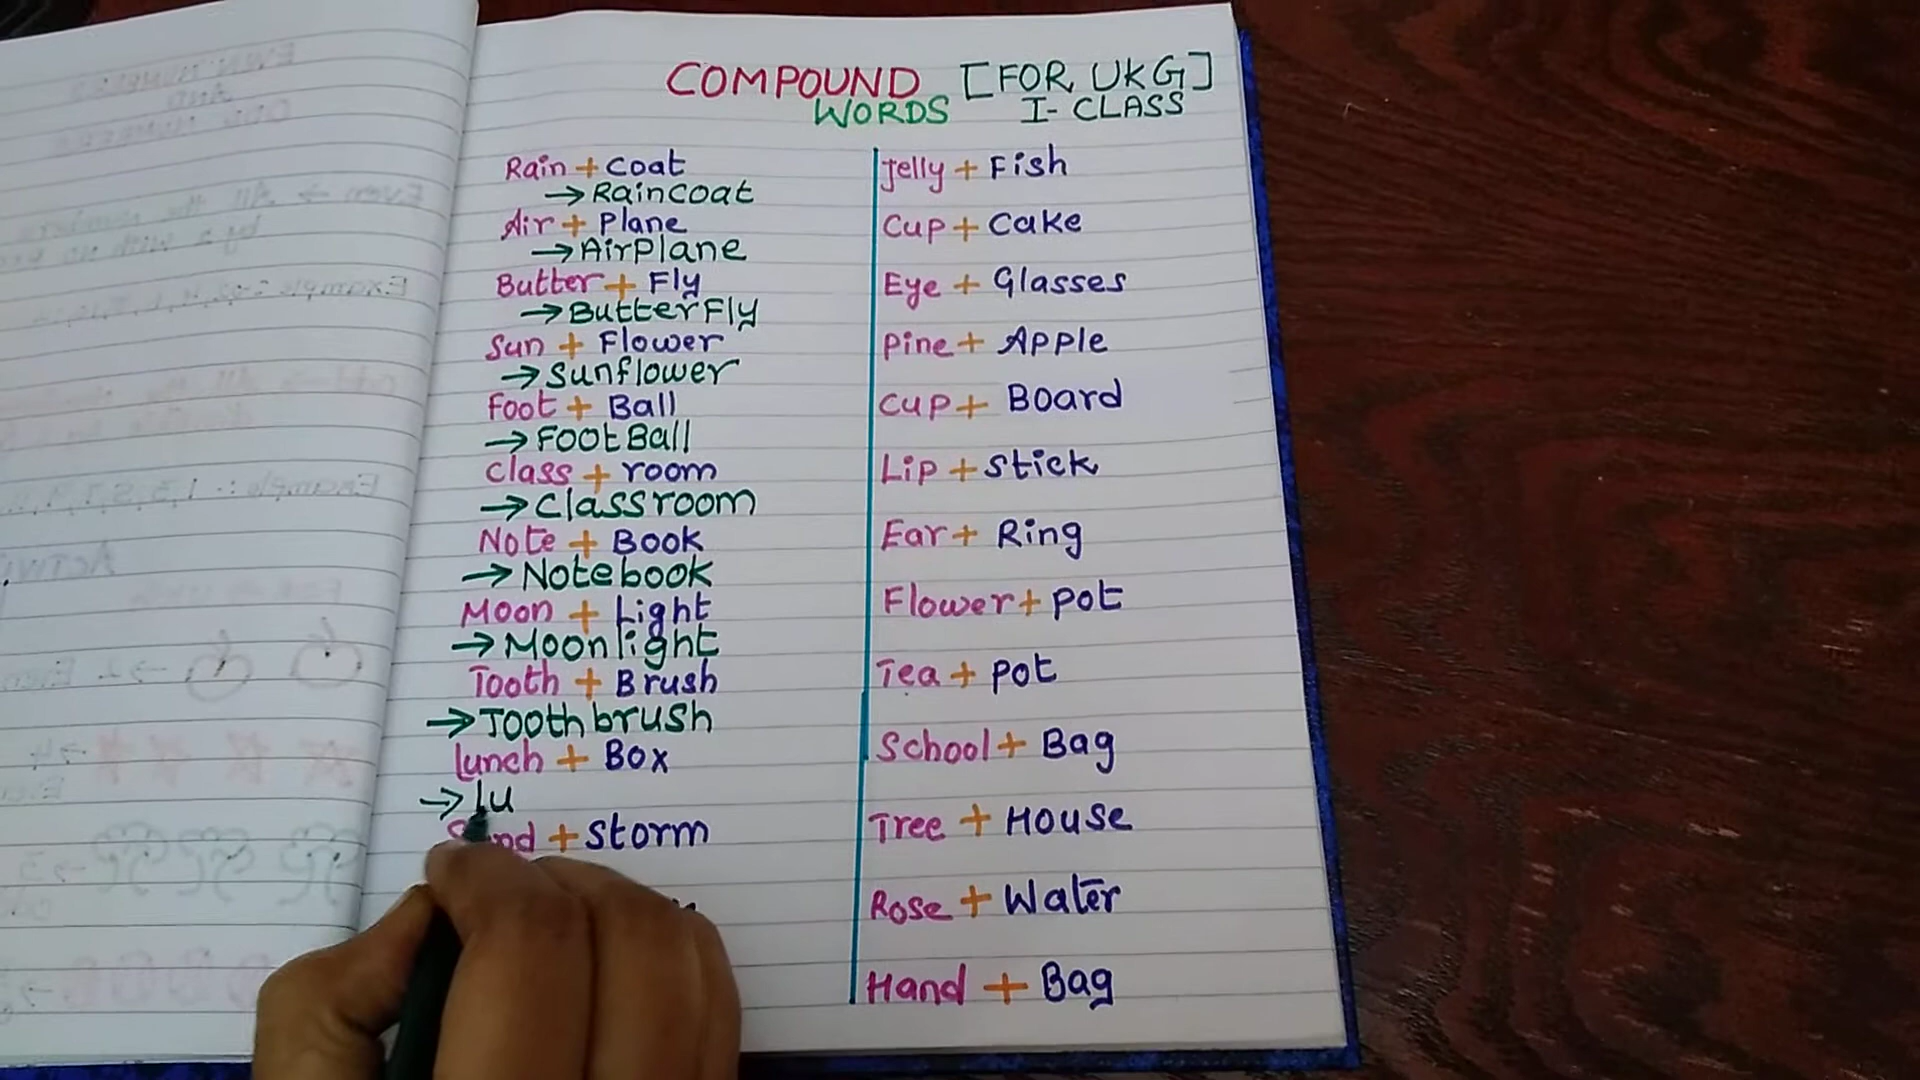 COMPOUND [FOR UKG]
WORDS I- CLASS
Rain + Coat
→ Raincoat
Air + Plane
→ AirPlane
Butter + Fly
→ ButterFly
Sun + Flower
→ Sunflower
Foot + Ball
→ FootBall
Class + room
→ Classroom
Note + Book
→ Notebook
Moon + Light
→ Moonlight
Tooth + Brush
→ Toothbrush
Lunch + Box
→ Lu
+ Storm
Jelly + Fish
Cup + Cake
Eye + Glasses
Pine + Apple
Cup + Board
Lip + Stick
Ear + Ring
Flower + Pot
Tea + Pot
School + Bag
Tree + House
Rose + Water
Hand + Bag